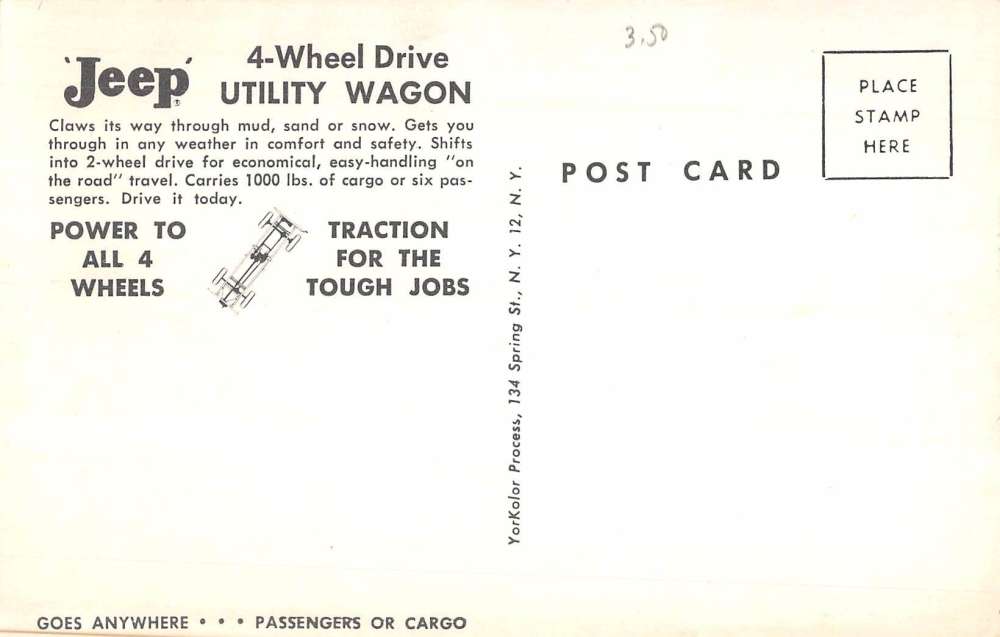 'Jeep'®
4-Wheel Drive
UTILITY WAGON
Claws its way through mud, sand or snow. Gets you
through in any weather in comfort and safety. Shifts
into 2-wheel drive for economical, easy-handling "on
the road" travel. Carries 1000 lbs. of cargo or six pas-
sengers. Drive it today.
POWER TO
ALL 4
WHEELS
TRACTION
FOR THE
TOUGH JOBS
GOES ANYWHERE • • • PASSENGERS OR CARGO
YorKolor Process, 134 Spring St., N. Y. 12, N. Y.
3.50
POST CARD
PLACE
STAMP
HERE